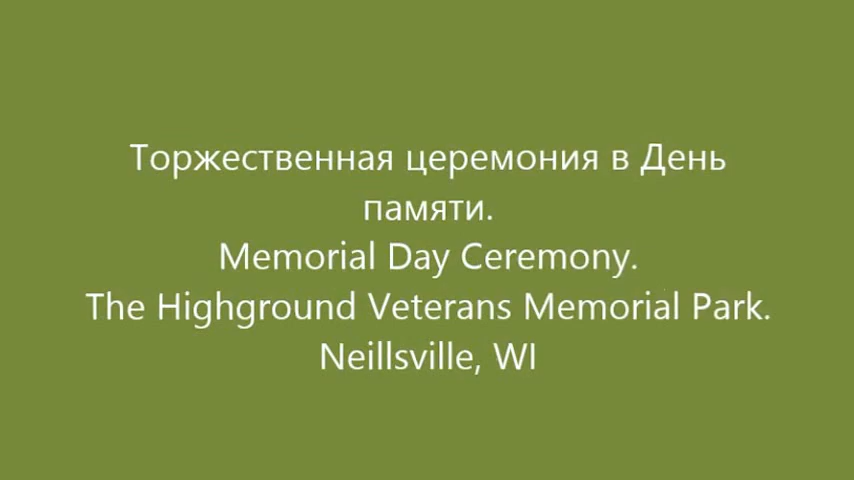 Торжественная церемония в День
памяти.
Memorial Day Ceremony.
The Highground Veterans Memorial Park.
Neillsville, WI